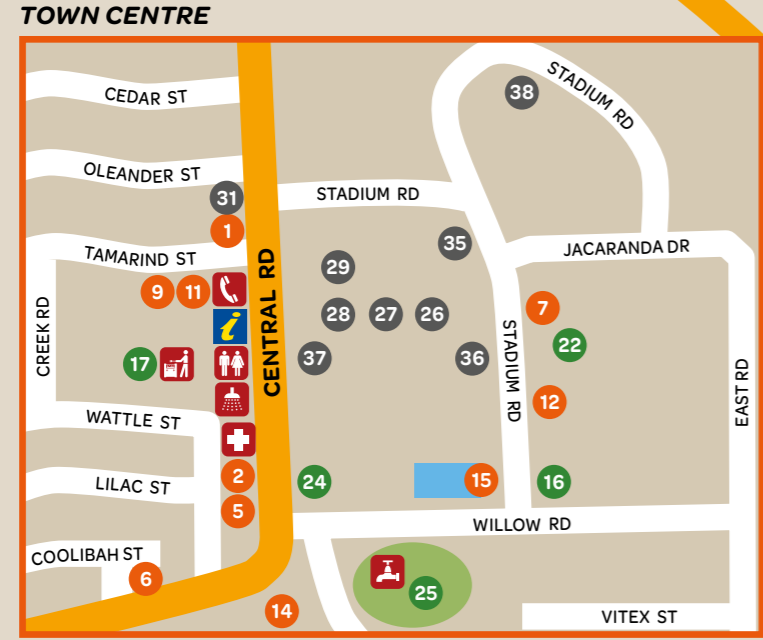 TOWN CENTRE
CEDAR ST
STADIUM RD
38
OLEANDER ST
31
STADIUM RD
1
35
TAMARIND ST
JACARANDA DR
CENTRAL RD
29
9
11
7
i
28
27
26
22
CREEK RD
17
37
36
STADIUM RD
EAST RD
12
WATTLE ST
2
24
15
16
LILAC ST
5
WILLOW RD
COOLIBAH ST
6
25
14
VITEX ST